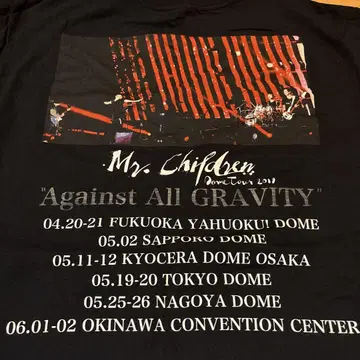 Mr. Children
Dome Tour 2019
"Against All GRAVITY"
04.20-21 FUKUOKA YAHUOKU! DOME
05.02 SAPPORO DOME
05.11-12 KYOCERA DOME OSAKA
05.19-20 TOKYO DOME
05.25-26 NAGOYA DOME
06.01-02 OKINAWA CONVENTION CENTER